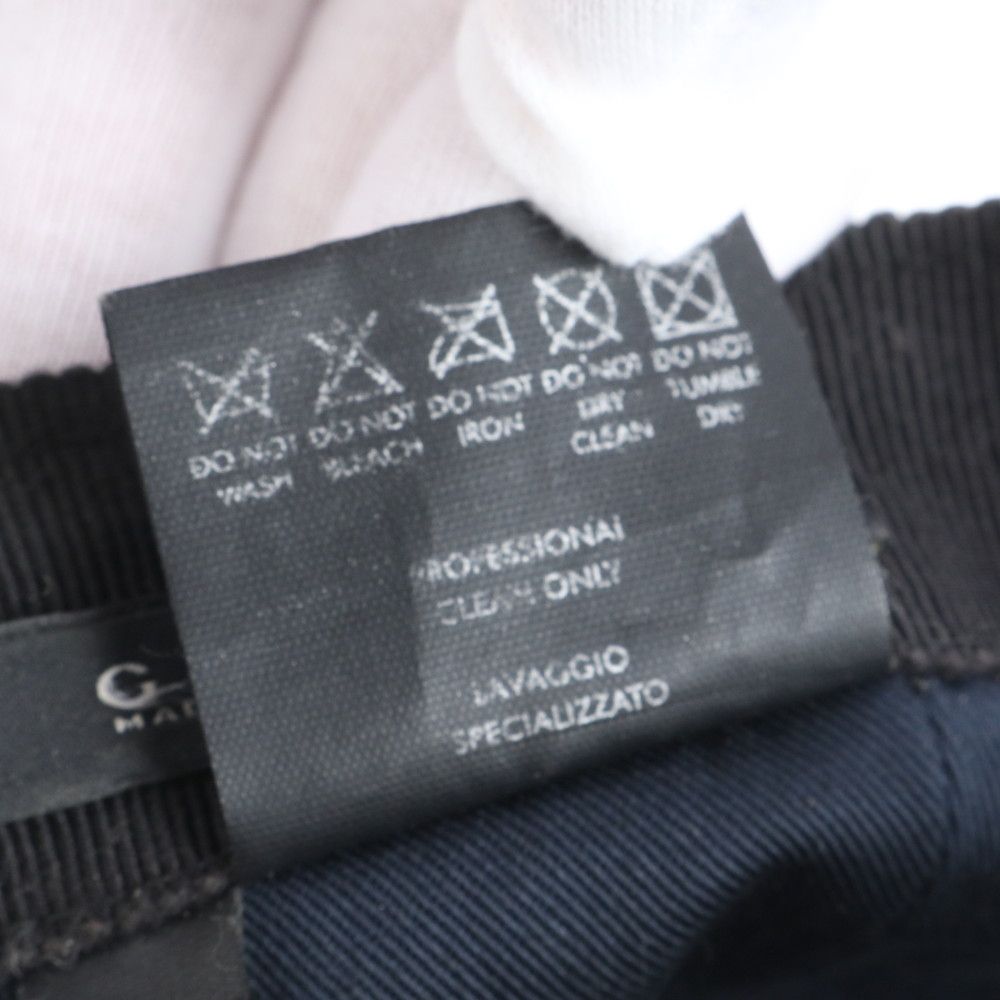 DO NOT WASH
DO NOT BLEACH
DO NOT IRON
DO NOT DRY CLEAN
DO NOT TUMBLE DRY
PROFESSIONAL
CLEAN ONLY
LAVAGGIO
SPECIALIZZATO